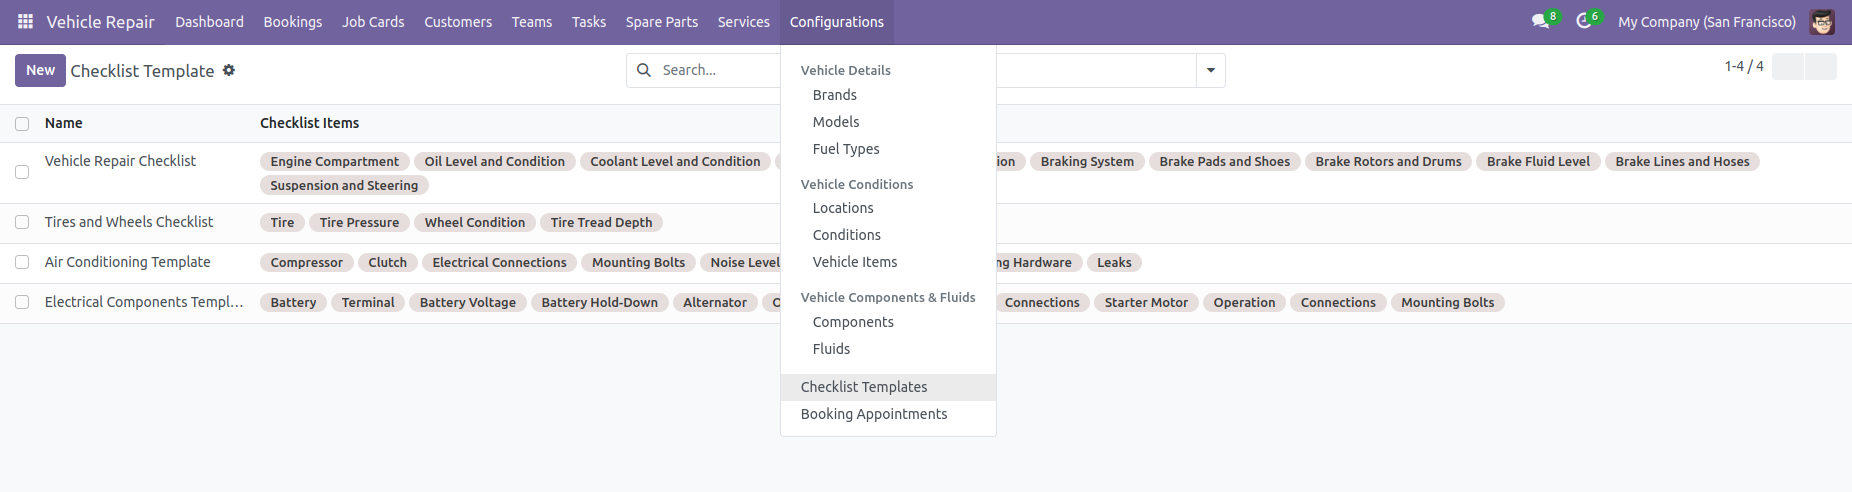 Vehicle Repair Dashboard Bookings Job Cards Customers Teams Tasks Spare Parts Services Configurations 8 6 My Company (San Francisco)
New Checklist Template Search... 1-4 / 4
Name Checklist Items
Vehicle Repair Checklist Engine Compartment Oil Level and Condition Coolant Level and Condition Braking System Brake Pads and Shoes Brake Rotors and Drums Brake Fluid Level Brake Lines and Hoses
Suspension and Steering
Tires and Wheels Checklist Tire Tire Pressure Wheel Condition Tire Tread Depth
Air Conditioning Template Compressor Clutch Electrical Connections Mounting Bolts Noise Level Hardware Leaks
Electrical Components Templ... Battery Terminal Battery Voltage Battery Hold-Down Alternator Connections Starter Motor Operation Connections Mounting Bolts
Vehicle Details
Brands
Models
Fuel Types
Vehicle Conditions
Locations
Conditions
Vehicle Items
Vehicle Components & Fluids
Components
Fluids
Checklist Templates
Booking Appointments